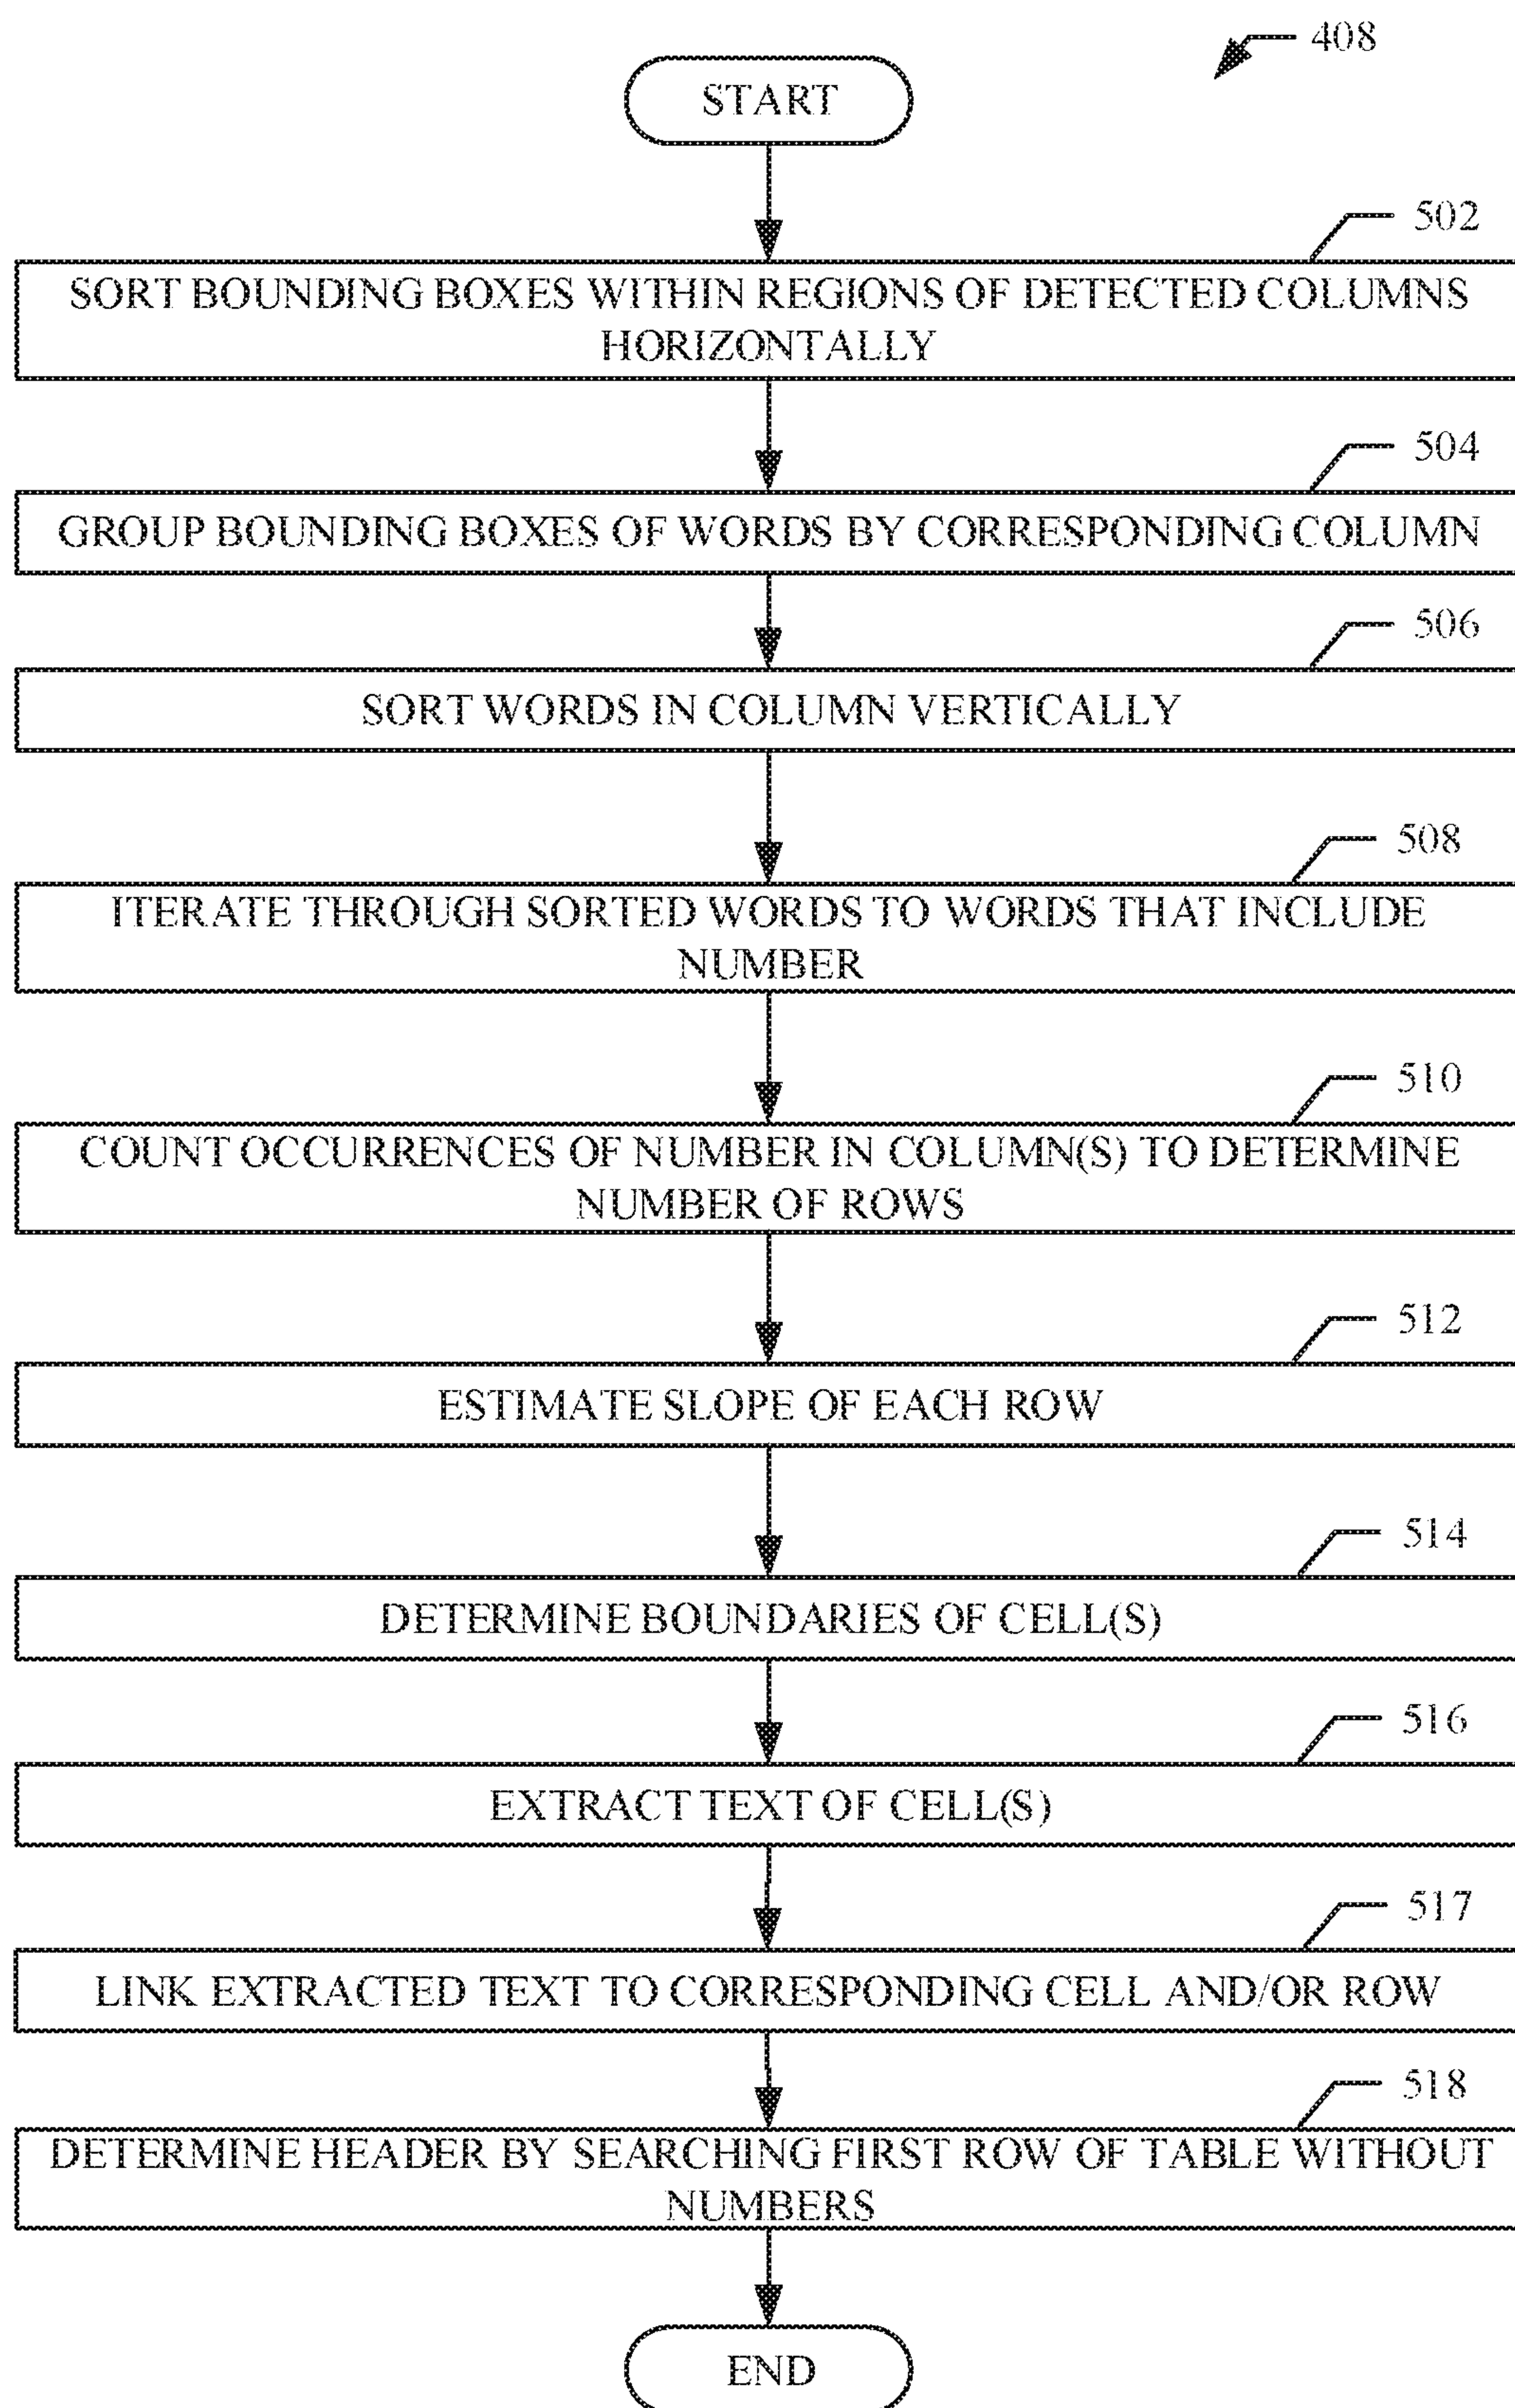 408
START
502
SORT BOUNDING BOXES WITHIN REGIONS OF DETECTED COLUMNS
HORIZONTALLY
504
GROUP BOUNDING BOXES OF WORDS BY CORRESPONDING COLUMN
506
SORT WORDS IN COLUMN VERTICALLY
508
ITERATE THROUGH SORTED WORDS TO WORDS THAT INCLUDE
NUMBER
510
COUNT OCCURRENCES OF NUMBER IN COLUMN(S) TO DETERMINE
NUMBER OF ROWS
512
ESTIMATE SLOPE OF EACH ROW
514
DETERMINE BOUNDARIES OF CELL(S)
516
EXTRACT TEXT OF CELL(S)
517
LINK EXTRACTED TEXT TO CORRESPONDING CELL AND/OR ROW
518
DETERMINE HEADER BY SEARCHING FIRST ROW OF TABLE WITHOUT
NUMBERS
END